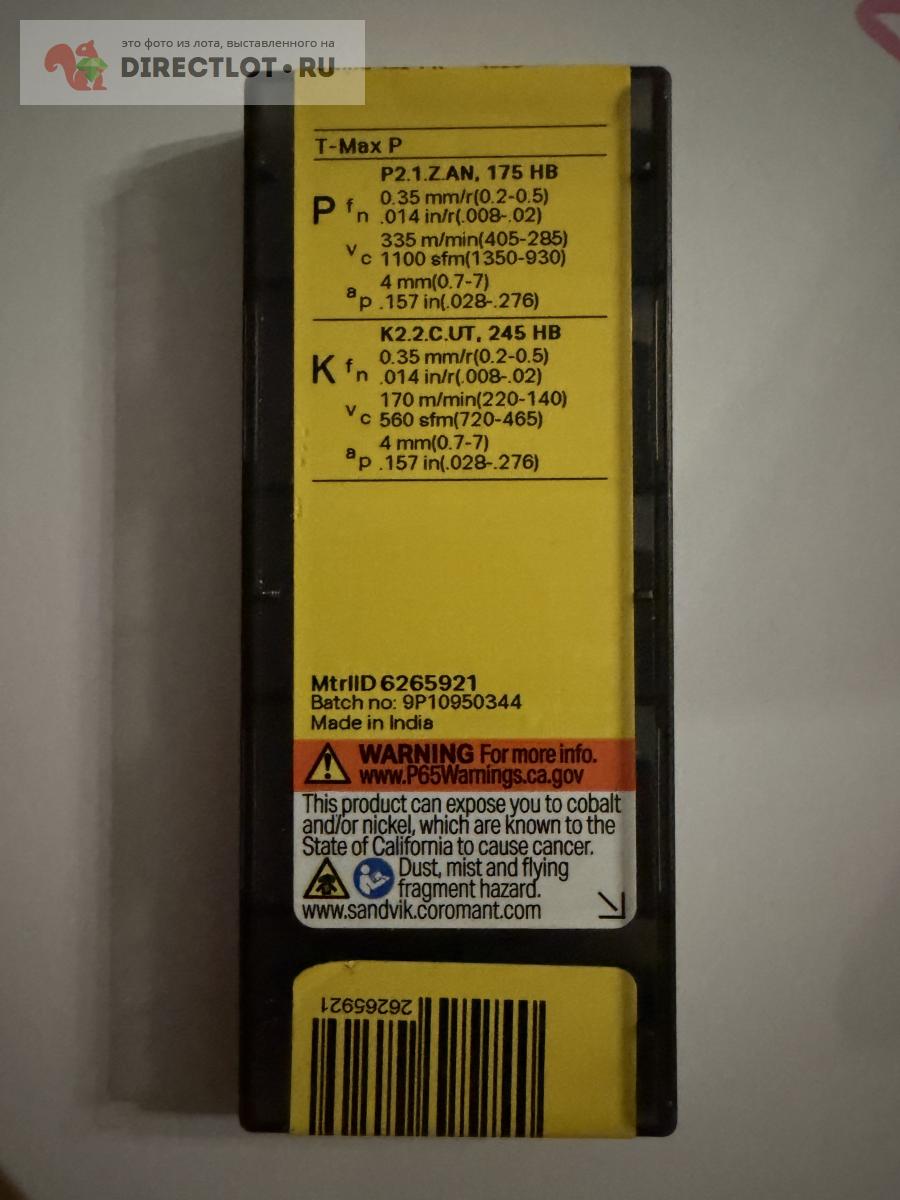 это фото из лота, выставленного на
DIRECTLOT.RU
T-Max P
P2.1.Z.AN, 175 HB
P fn 0.35 mm/r(0.2-0.5)
.014 in/r(.008-.02)
vc 335 m/min(405-285)
1100 sfm(1350-930)
ap 4 mm(0.7-7)
.157 in(.028-.276)
K2.2.C.UT, 245 HB
K fn 0.35 mm/r(0.2-0.5)
.014 in/r(.008-.02)
vc 170 m/min(220-140)
560 sfm(720-465)
ap 4 mm(0.7-7)
.157 in(.028-.276)
MtrlID 6265921
Batch no: 9P10950344
Made in India
WARNING For more info.
www.P65Warnings.ca.gov
This product can expose you to cobalt
and/or nickel, which are known to the
State of California to cause cancer.
Dust, mist and flying
fragment hazard.
www.sandvik.coromant.com
26265921